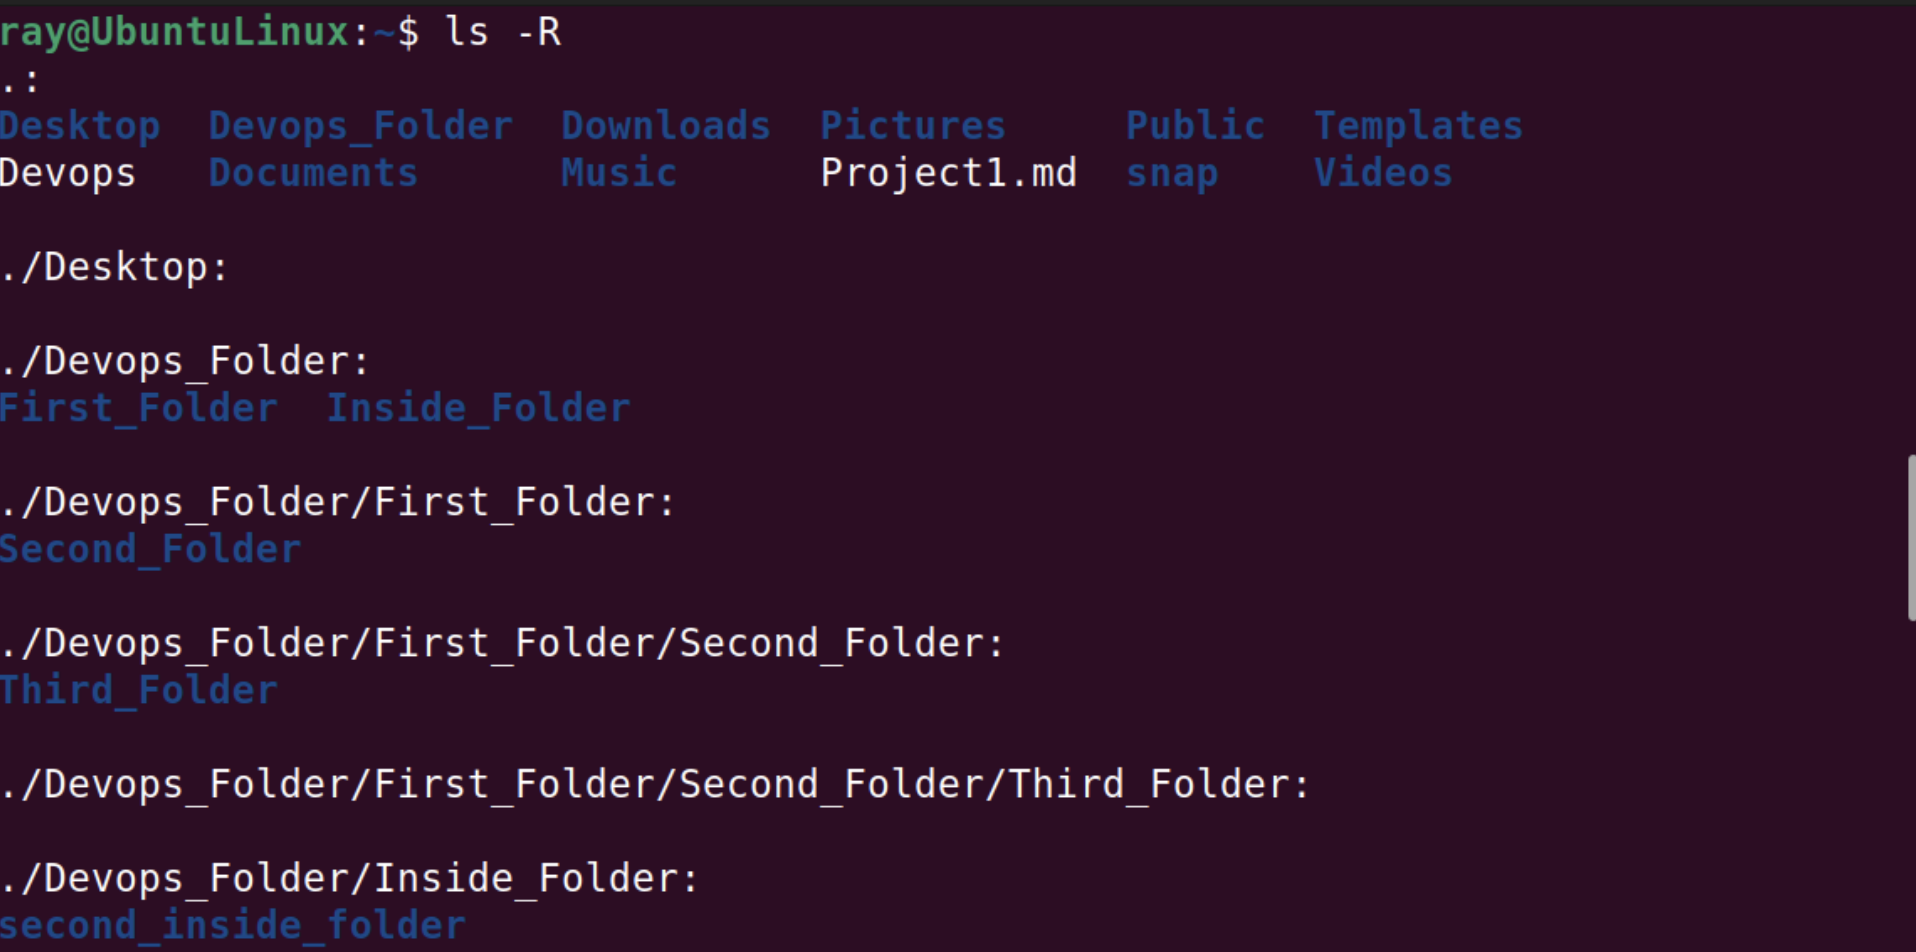 ray@UbuntuLinux:~$ ls -R
.:
Desktop  Devops_Folder  Downloads  Pictures     Public  Templates
Devops   Documents      Music      Project1.md  snap    Videos
./Desktop:
./Devops_Folder:
First_Folder  Inside_Folder
./Devops_Folder/First_Folder:
Second_Folder
./Devops_Folder/First_Folder/Second_Folder:
Third_Folder
./Devops_Folder/First_Folder/Second_Folder/Third_Folder:
./Devops_Folder/Inside_Folder:
second_inside_folder